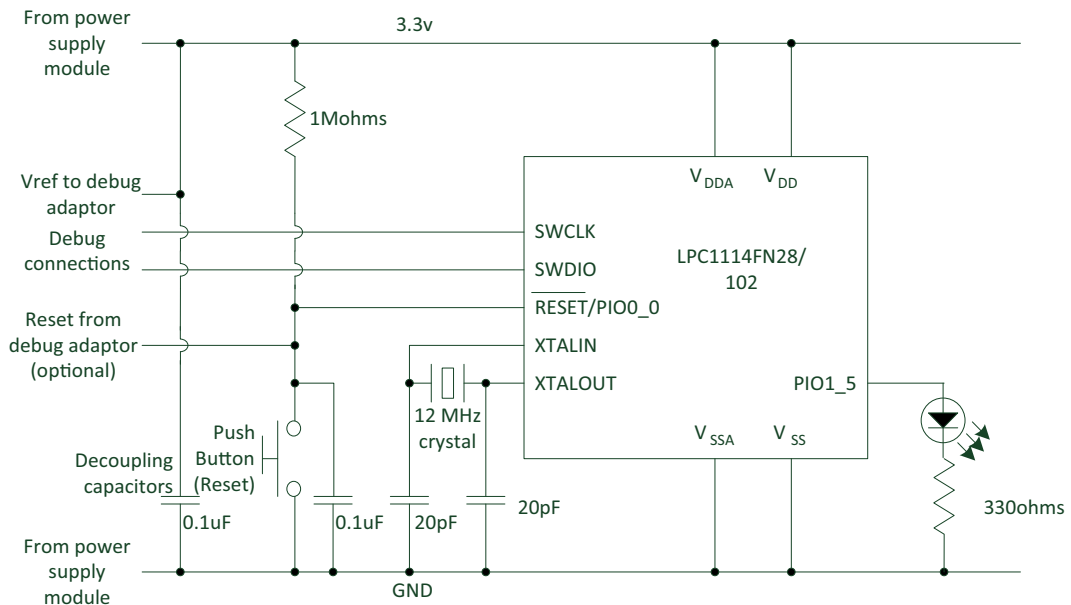 From power
supply
module
3.3v
1Mohms
Vref to debug
adaptor
Debug
connections
Reset from
debug adaptor
(optional)
SWCLK
SWDIO
RESET/PIO0_0
XTALIN
XTALOUT
VDDA
VDD
LPC1114FN28/
102
PIO1_5
VSSA
VSS
12 MHz
crystal
Push
Button
(Reset)
Decoupling
capacitors
0.1uF
0.1uF
20pF
20pF
330ohms
From power
supply
module
GND